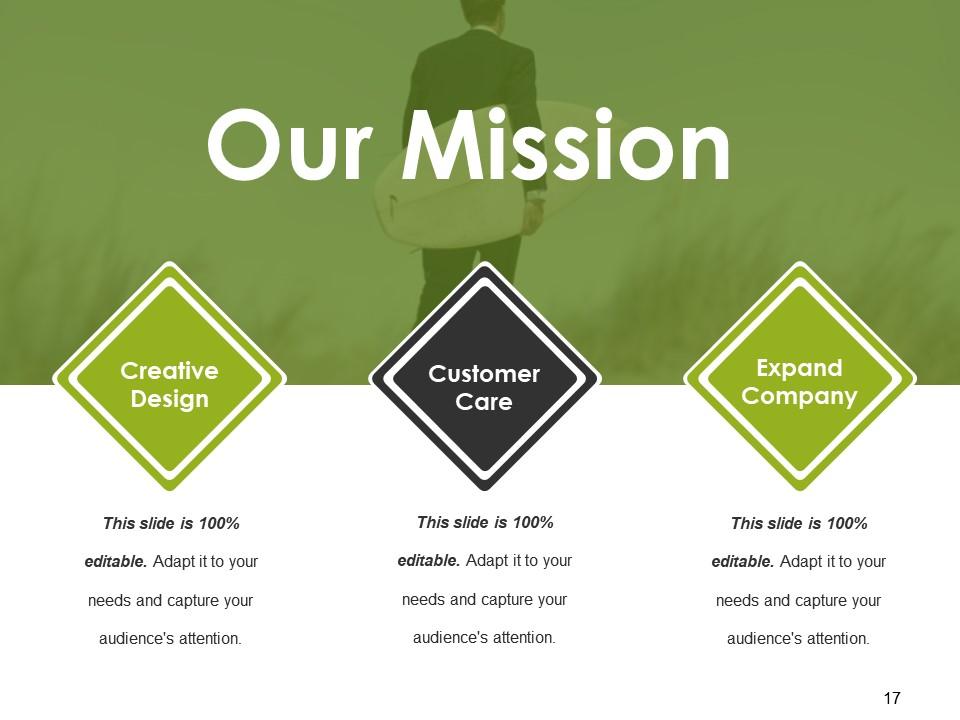 Our Mission
Creative
Design
Customer
Care
Expand
Company
This slide is 100%
editable. Adapt it to your
needs and capture your
audience's attention.
This slide is 100%
editable. Adapt it to your
needs and capture your
audience's attention.
This slide is 100%
editable. Adapt it to your
needs and capture your
audience's attention.
17